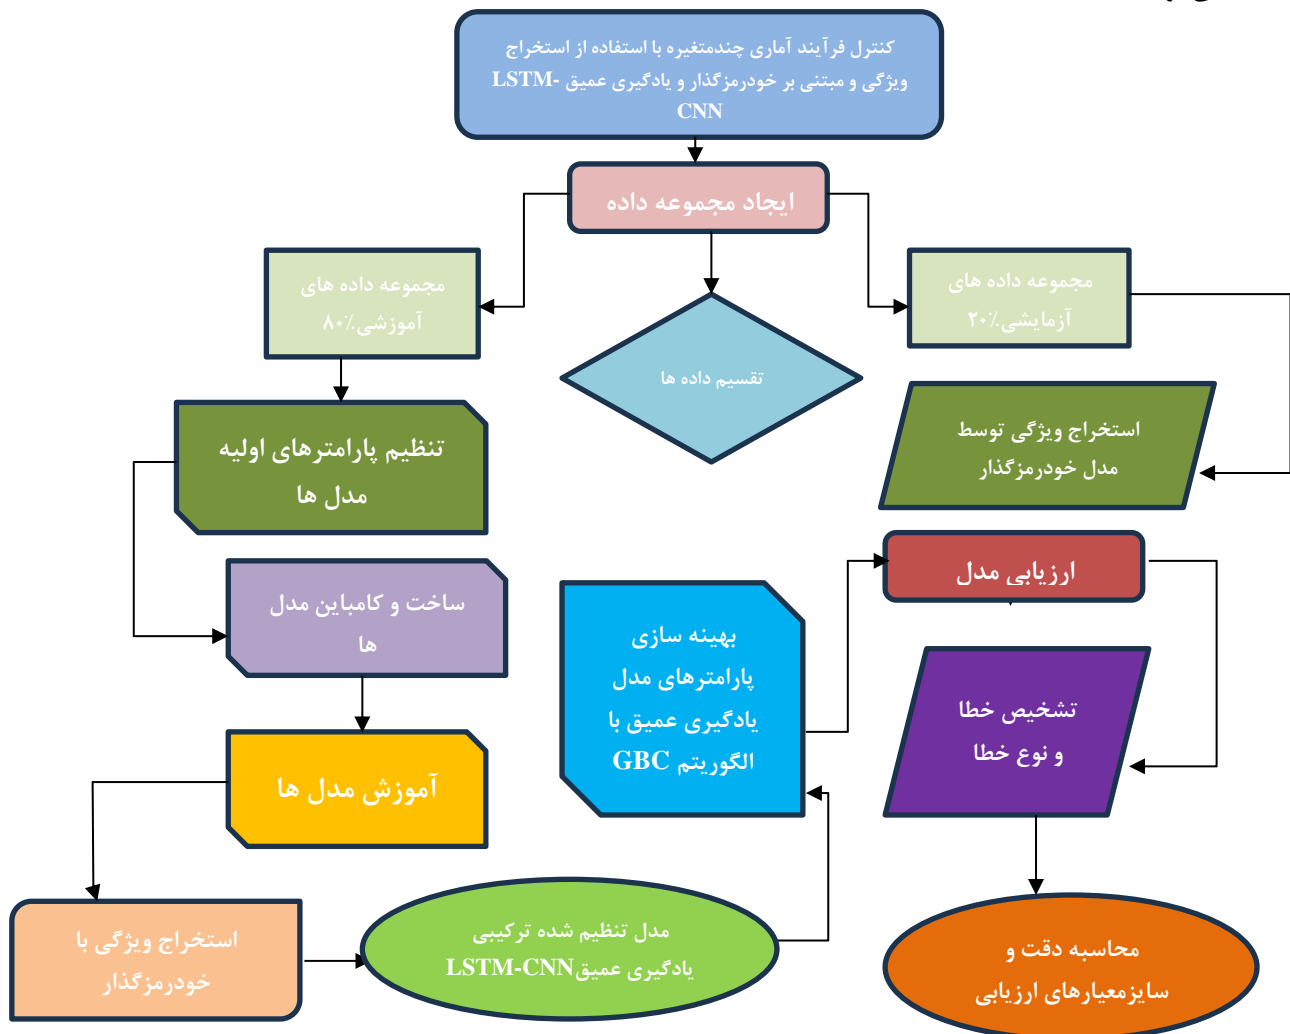 کنترل فرآیند آماری چندمتغیره با استفاده از استخراج
ویژگی و مبتنی بر خودرمزگذار و یادگیری عمیق LSTM-
CNN
ایجاد مجموعه داده
مجموعه داده های
آموزشی.۸۰٪
مجموعه داده های
آزمایشی.۲۰٪
تقسیم داده ها
تنظیم پارامترهای اولیه
مدل ها
استخراج ویژگی توسط
مدل خودرمزگذار
ساخت و کامباین مدل
ها
بهینه سازی
پارامترهای مدل
یادگیری عمیق با
الگوریتم GBC
ارزیابی مدل
تشخیص خطا
و نوع خطا
آموزش مدل ها
استخراج ویژگی با
خودرمزگذار
مدل تنظیم شده ترکیبی
یادگیری عمیقLSTM-CNN
محاسبه دقت و
سایزمعیارهای ارزیابی